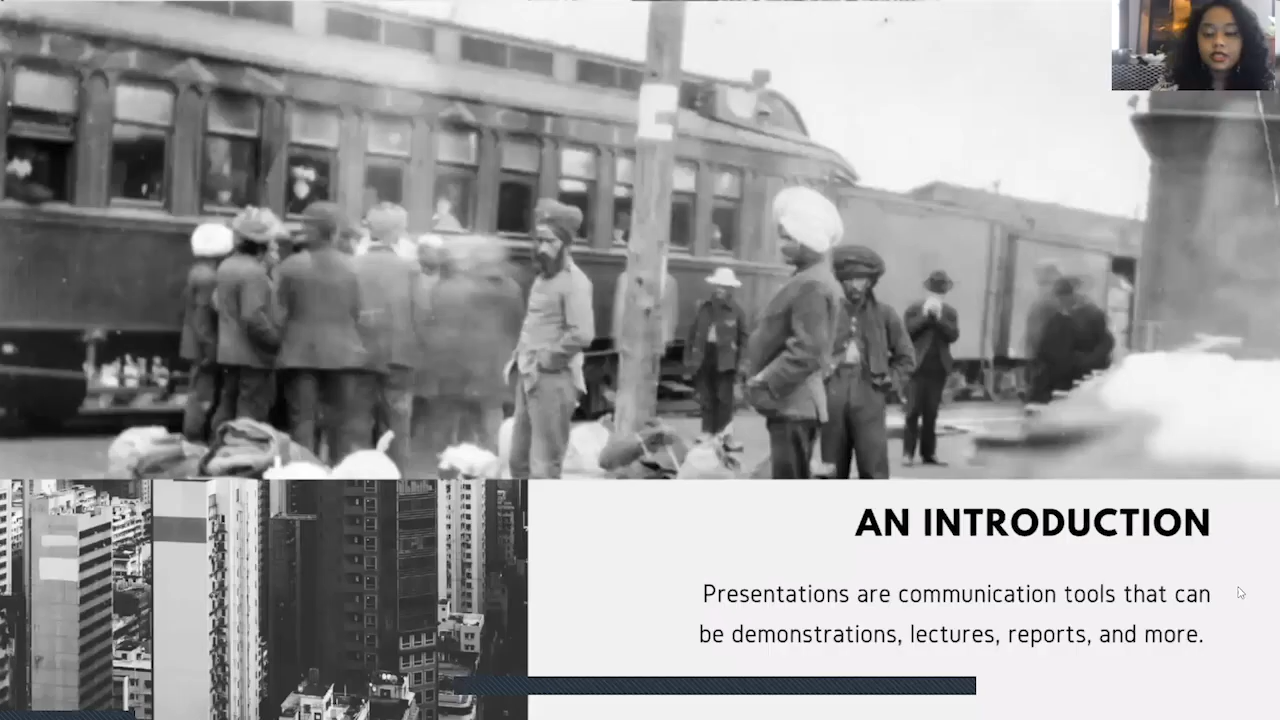 AN INTRODUCTION
Presentations are communication tools that can
be demonstrations, lectures, reports, and more.